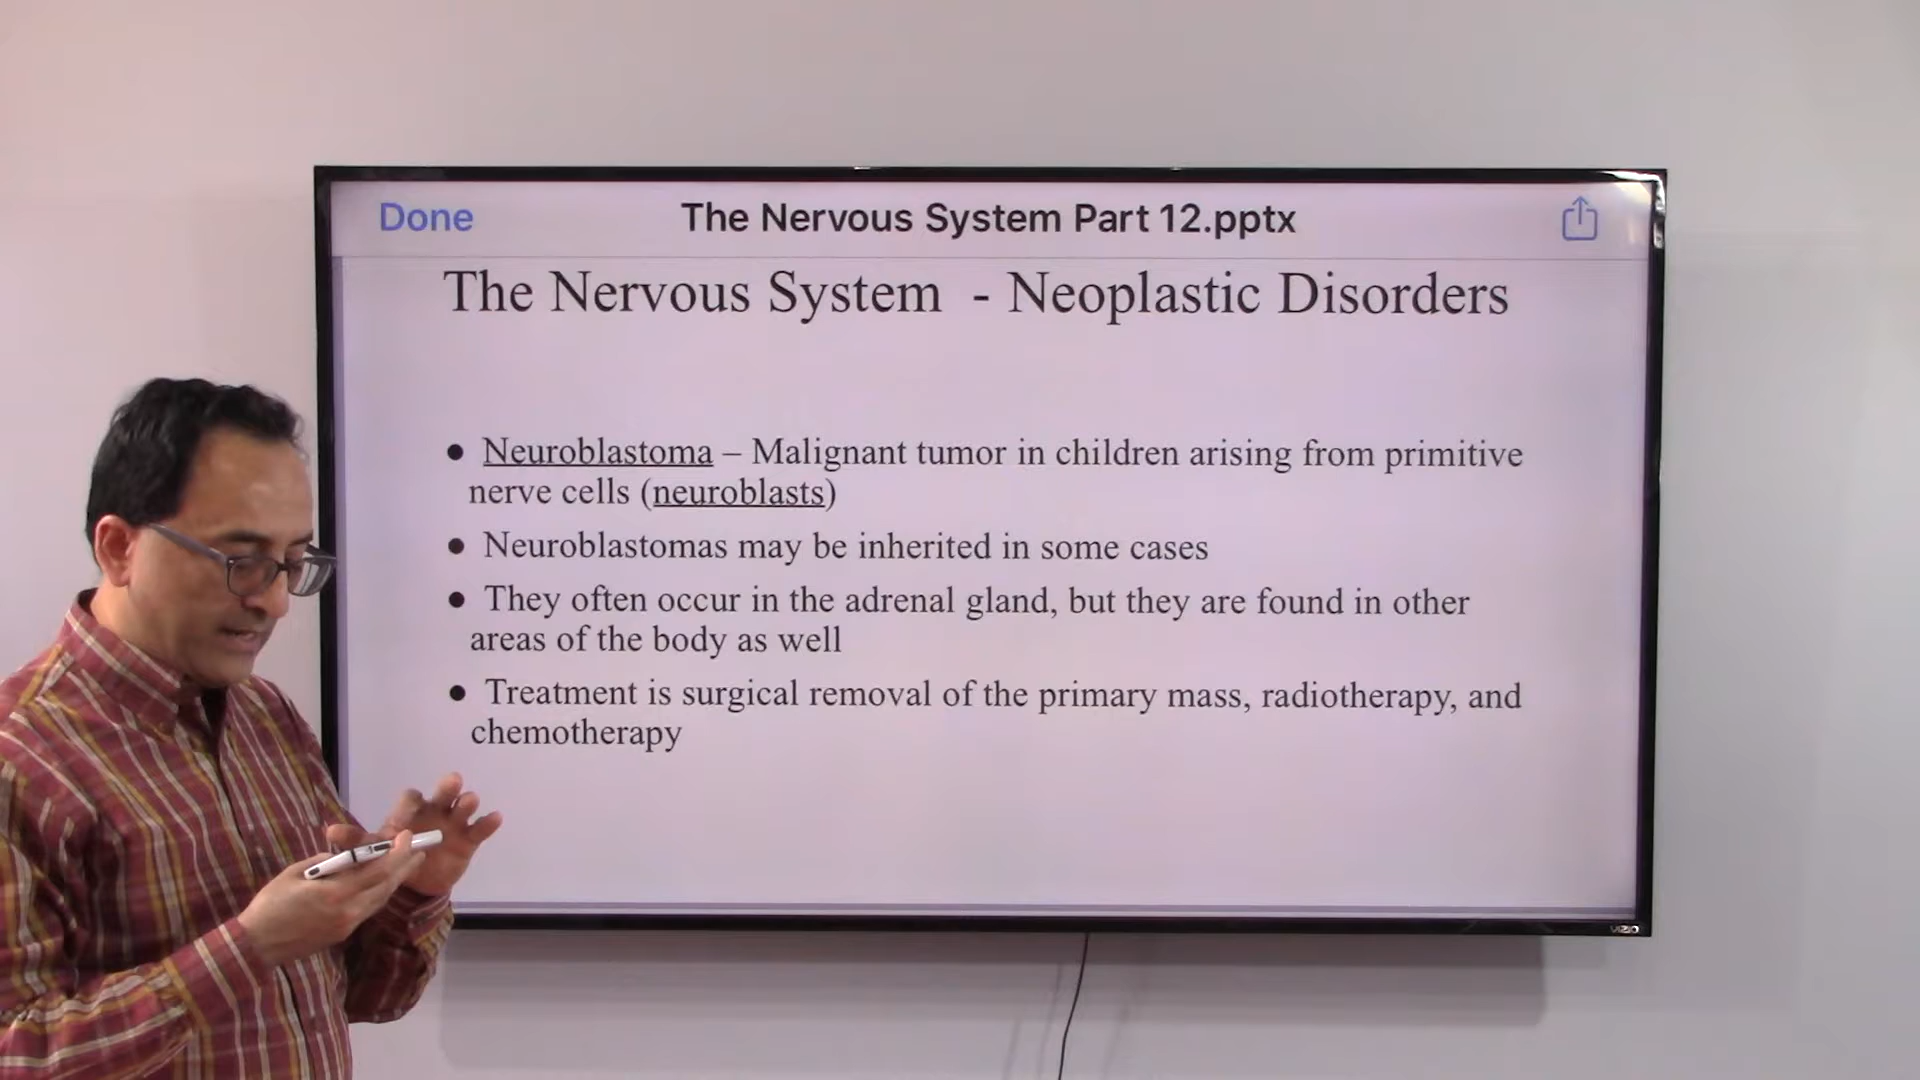 Done
The Nervous System Part 12.pptx
The Nervous System - Neoplastic Disorders
● Neuroblastoma – Malignant tumor in children arising from primitive
nerve cells (neuroblasts)
● Neuroblastomas may be inherited in some cases
● They often occur in the adrenal gland, but they are found in other
areas of the body as well
● Treatment is surgical removal of the primary mass, radiotherapy, and
chemotherapy
VIZIO